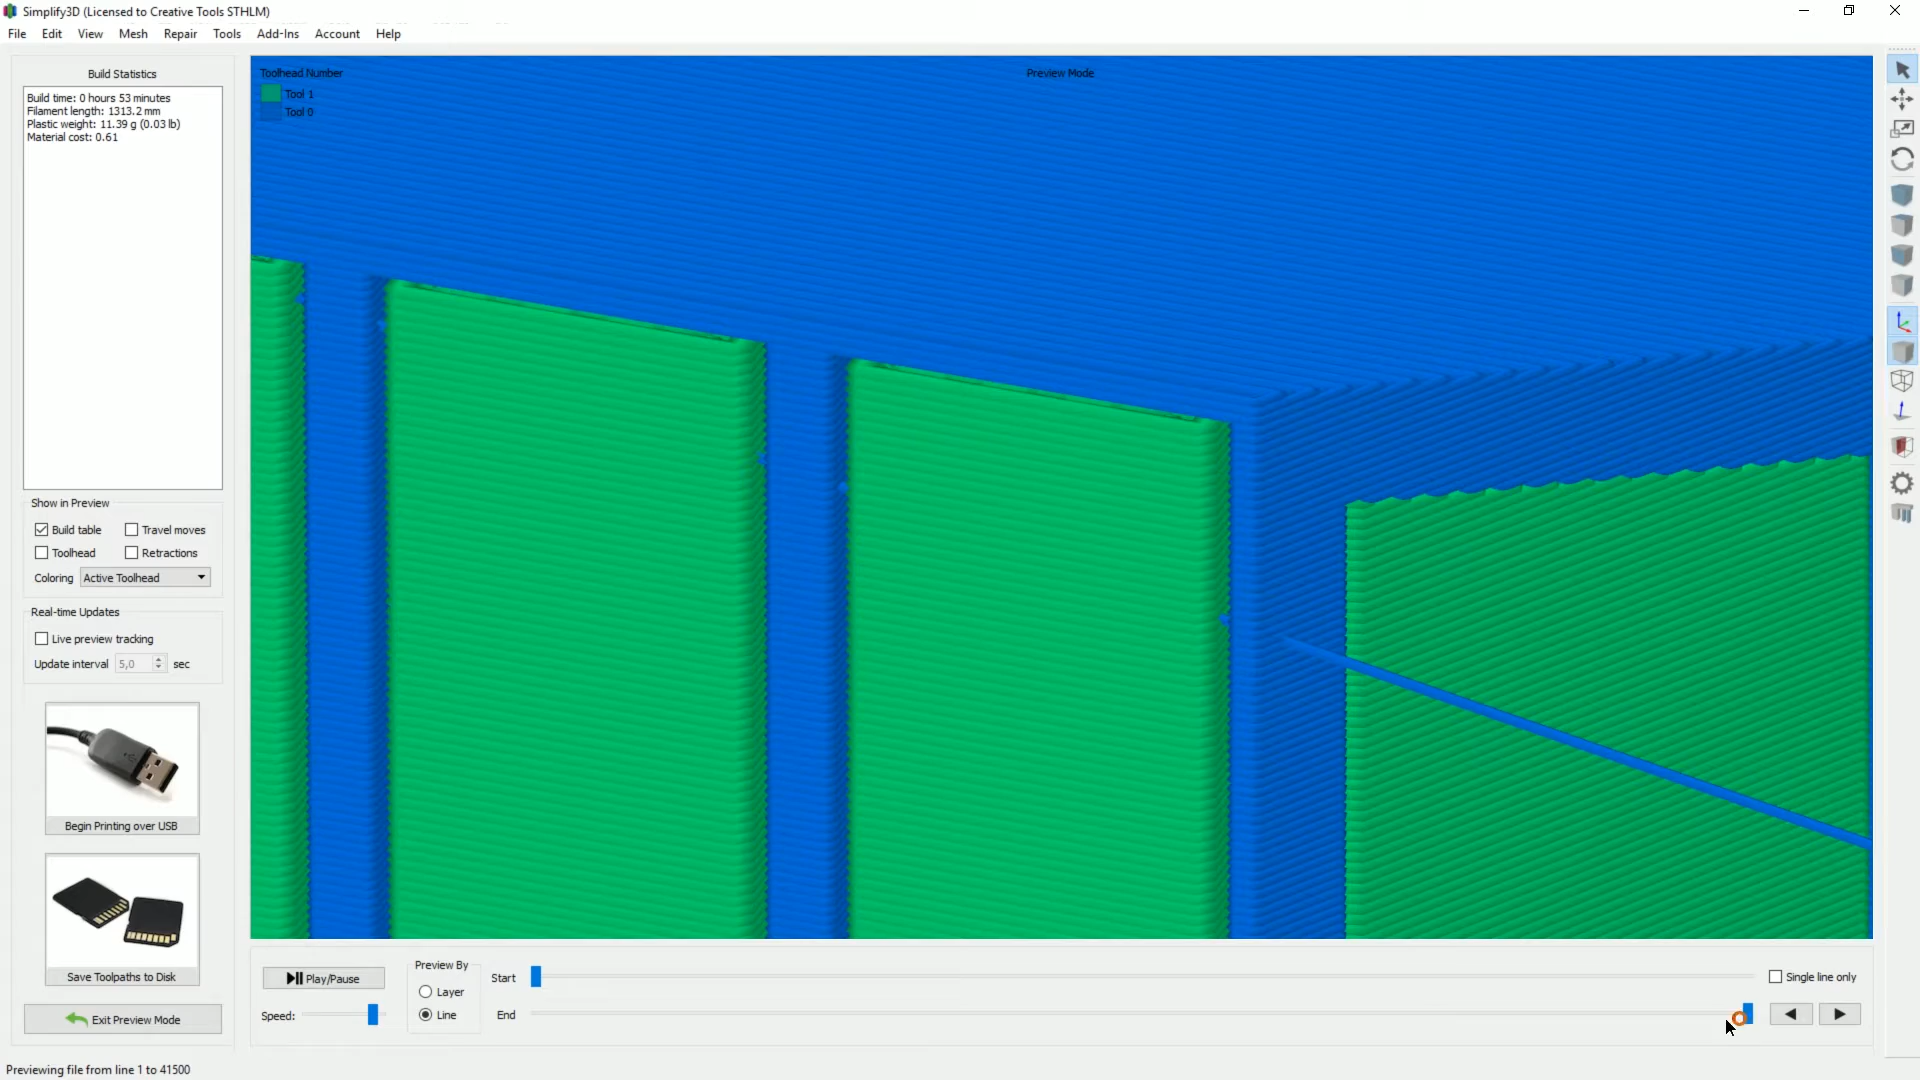 Simplify3D (Licensed to Creative Tools STHLM)
File Edit View Mesh Repair Tools Add-Ins Account Help
Build Statistics
Build time: 0 hours 53 minutes
Filament length: 1313.2 mm
Plastic weight: 11.39 g (0.03 lb)
Material cost: 0.61
Toolhead Number
Tool 1
Tool 0
Preview Mode
Show in Preview
Build table Travel moves
Toolhead Retractions
Coloring Active Toolhead
Real-time Updates
Live preview tracking
Update interval 5,0 sec
Begin Printing over USB
Save Toolpaths to Disk
Exit Preview Mode
Play/Pause
Speed:
Preview By
Layer
Line
Start
End
Single line only
Previewing file from line 1 to 41500